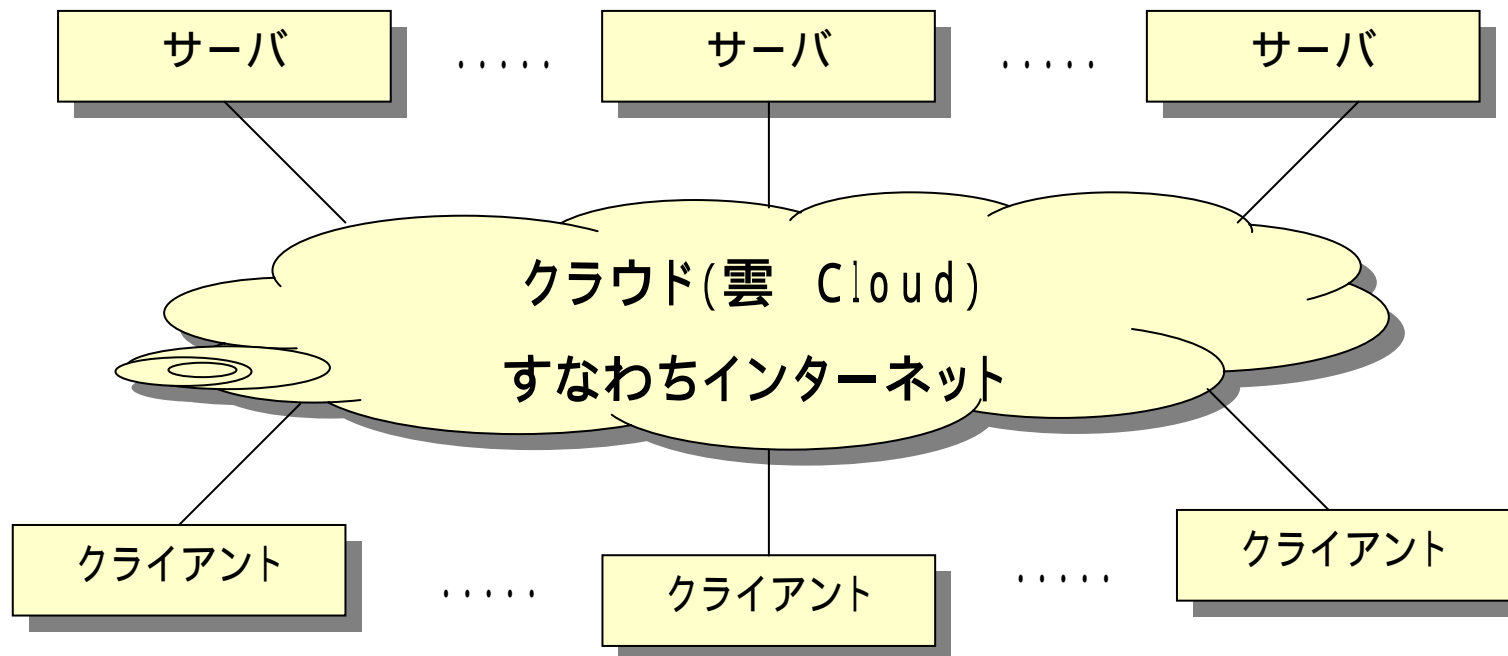 サーバ ..... サーバ ..... サーバ
クラウド(雲　Cloud)
すなわちインターネット
クライアント ..... クライアント ..... クライアント